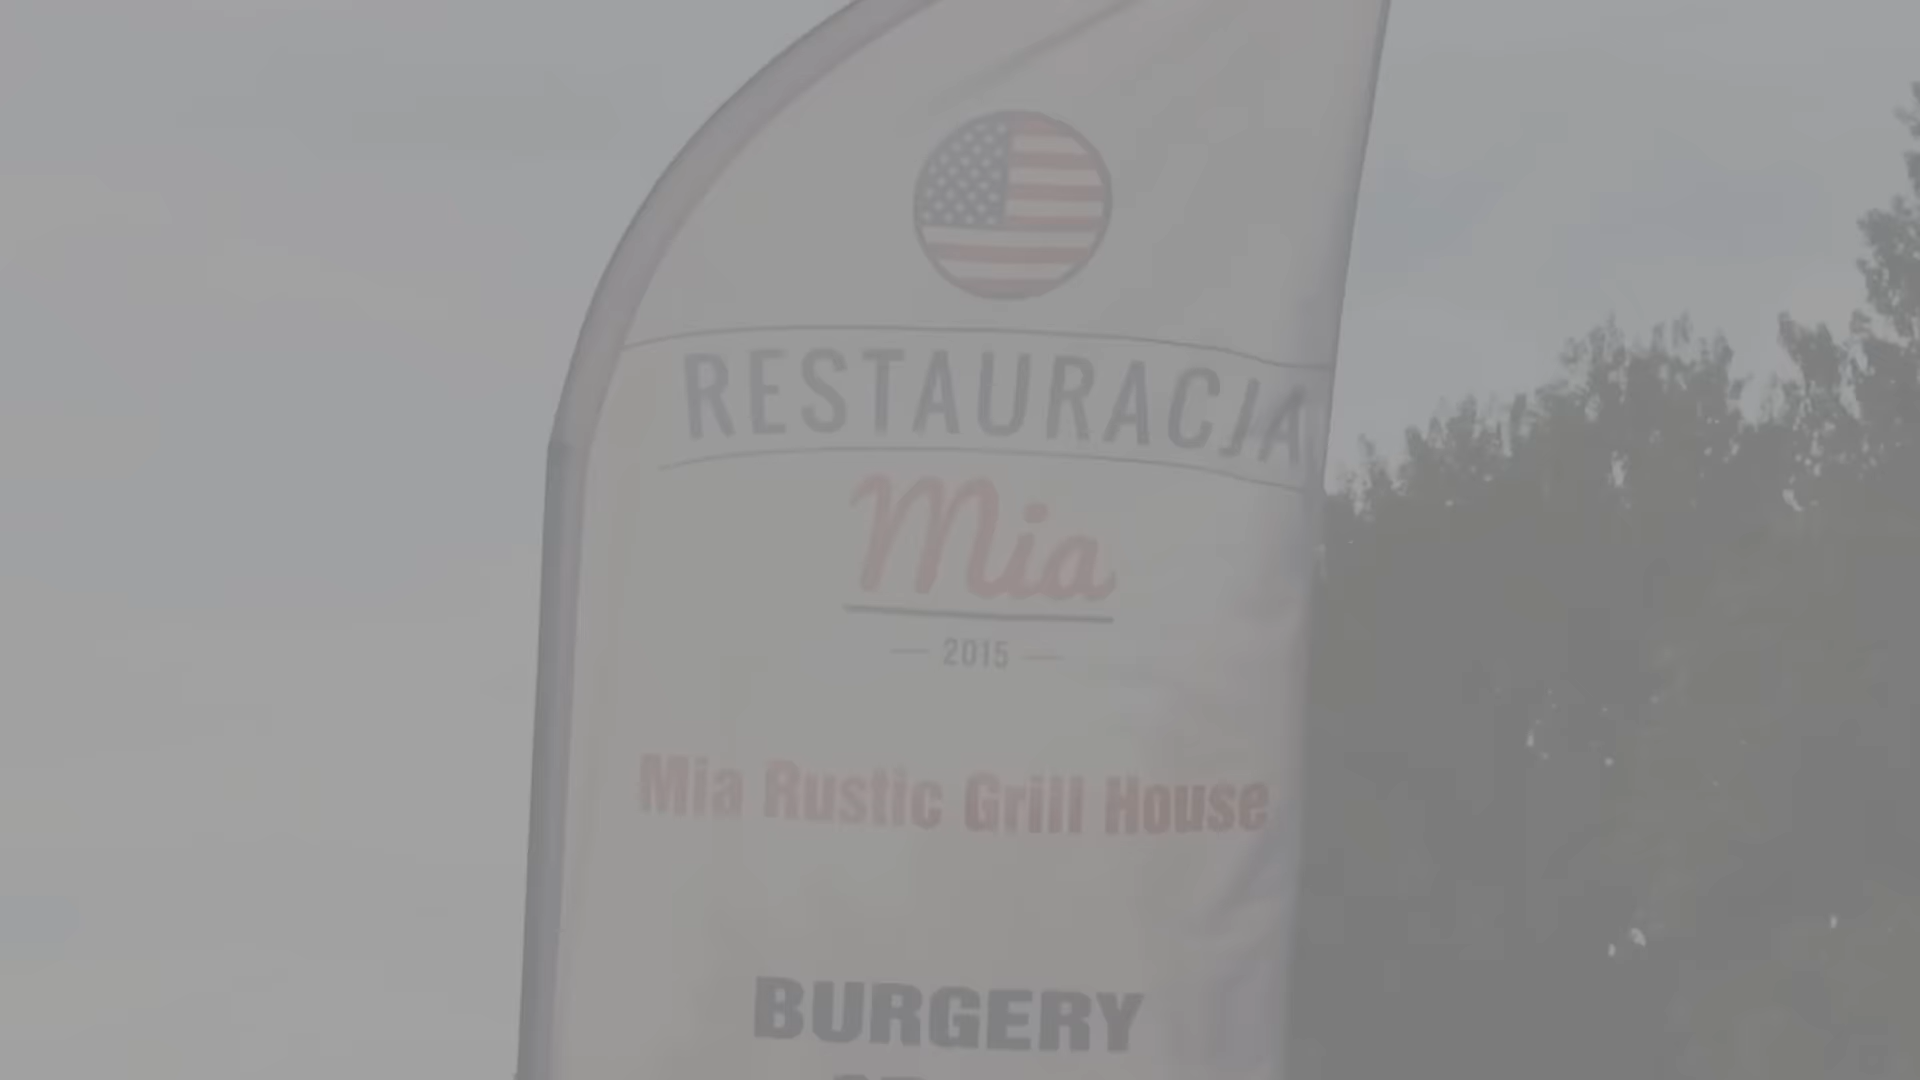 RESTAURACJA
Mia
2015
Mia Rustic Grill House
BURGERY